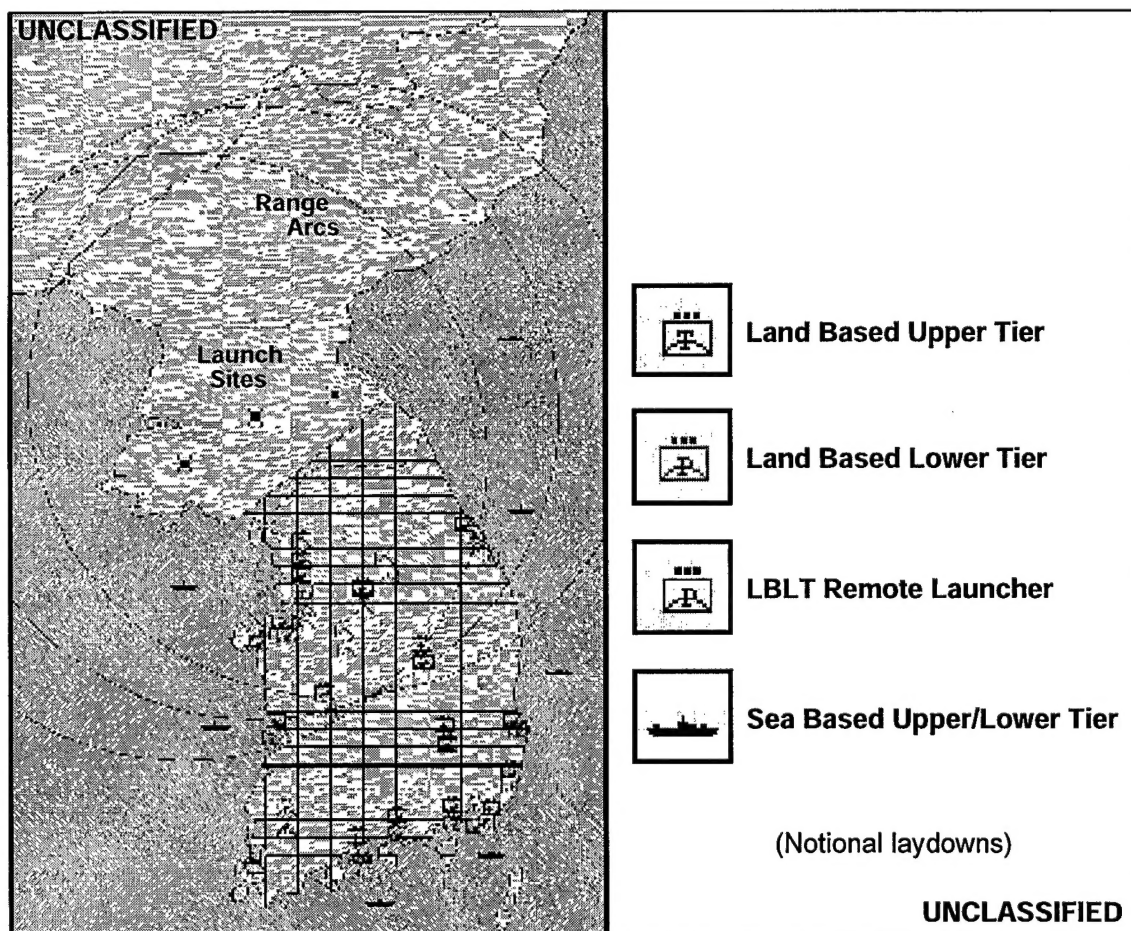 UNCLASSIFIED
Range
Arcs
Launch
Sites
T
Land Based Upper Tier
P
Land Based Lower Tier
P
LBLT Remote Launcher
Sea Based Upper/Lower Tier
(Notional laydowns)
UNCLASSIFIED